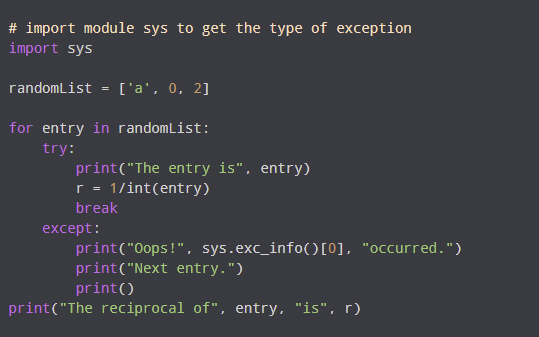 # import module sys to get the type of exception
import sys

randomList = ['a', 0, 2]

for entry in randomList:
    try:
        print("The entry is", entry)
        r = 1/int(entry)
        break
    except:
        print("Oops!", sys.exc_info()[0], "occurred.")
        print("Next entry.")
        print()
print("The reciprocal of", entry, "is", r)